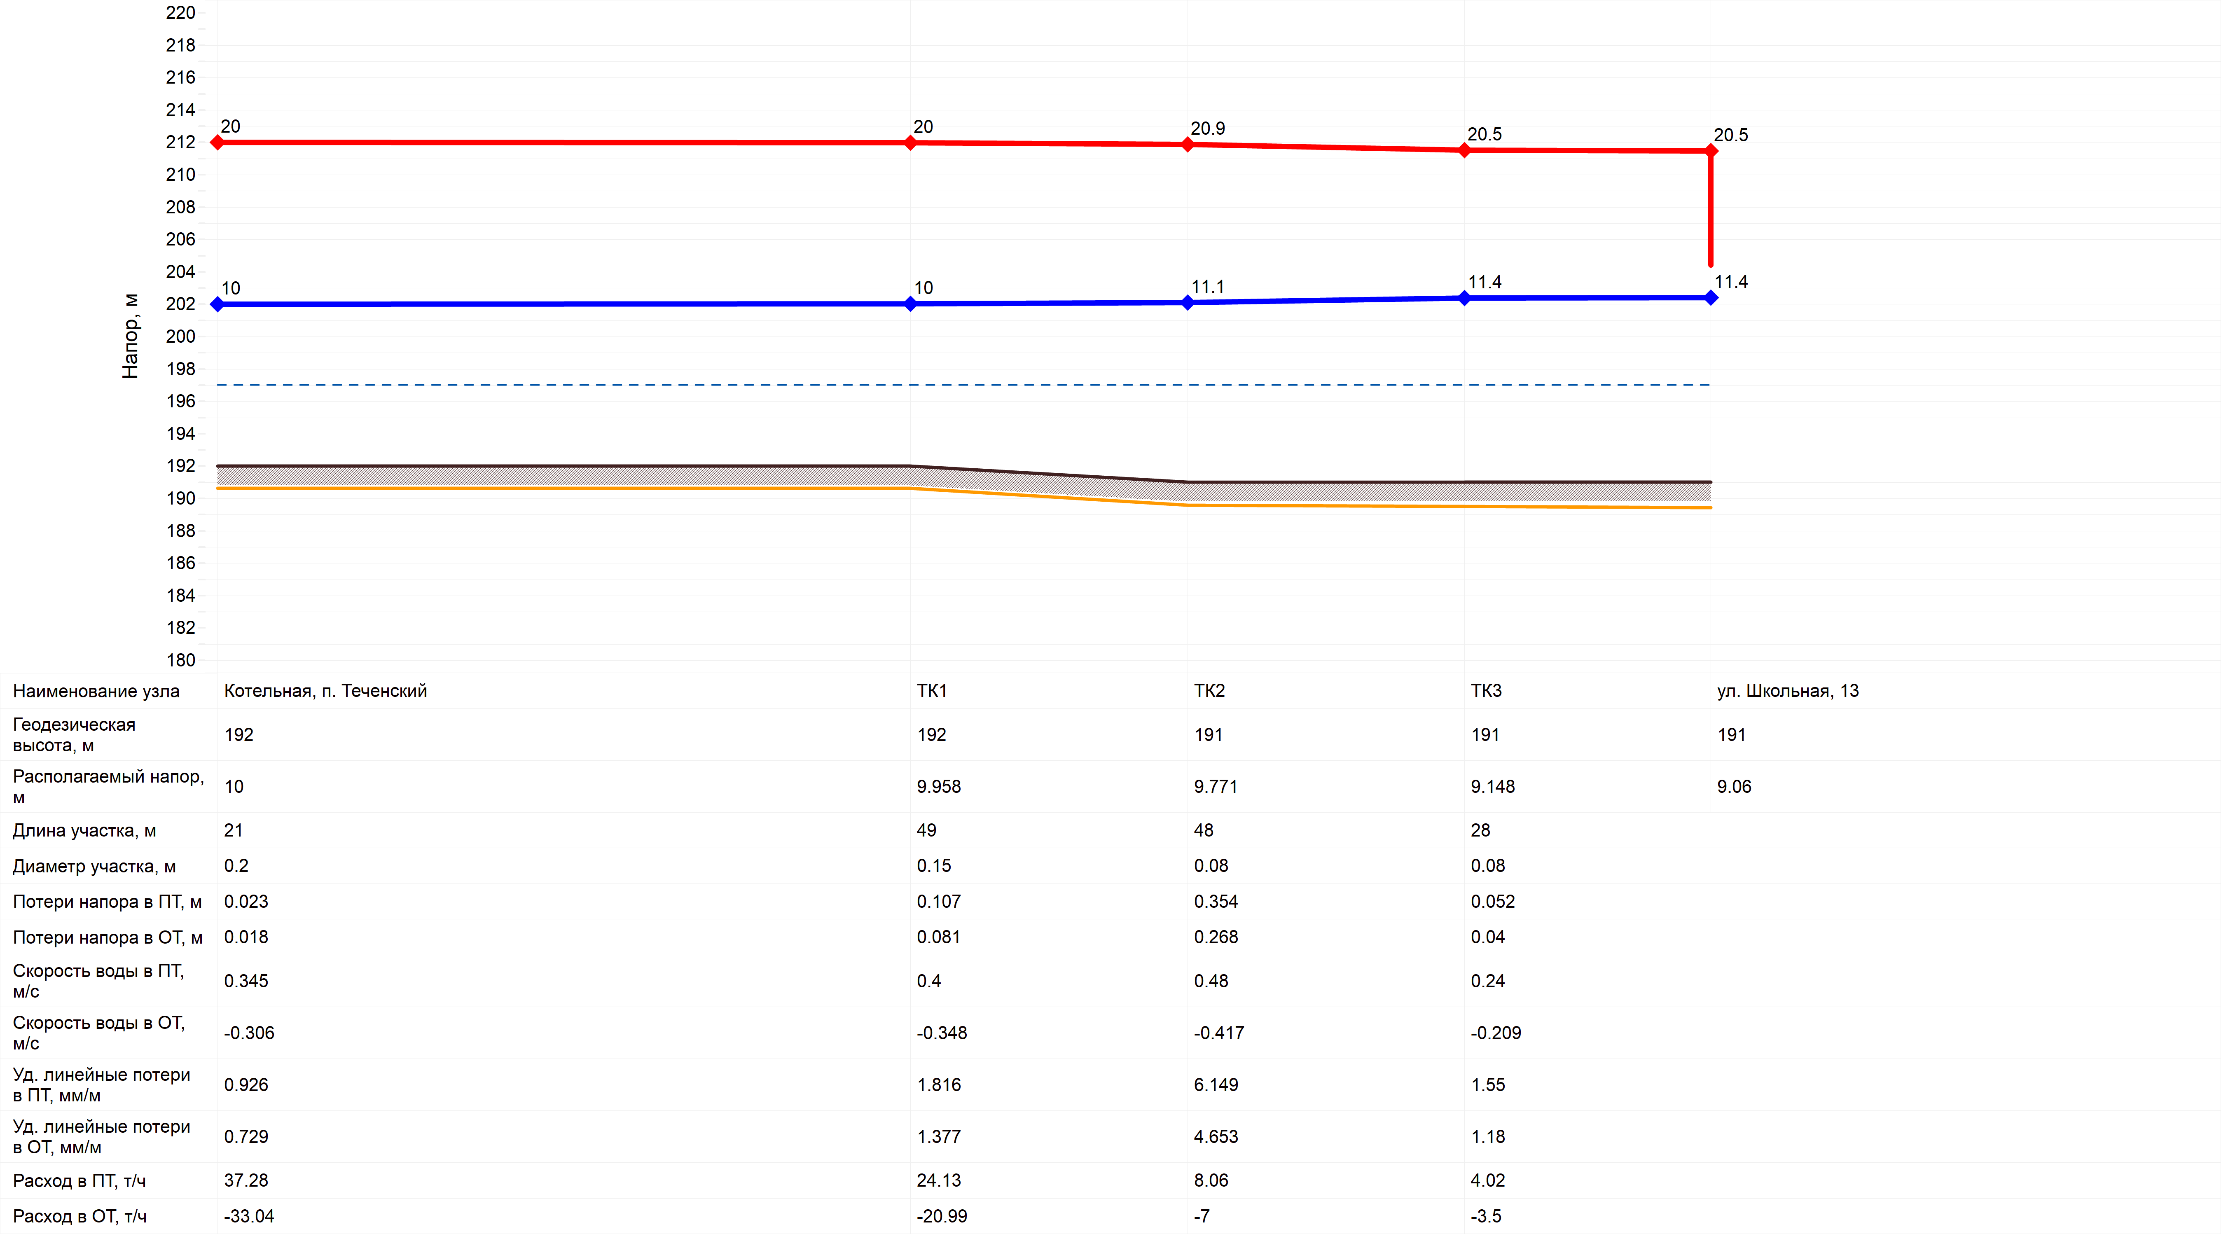 220
218
216
214
212
210
208
206
204
202
200
198
196
194
192
190
188
186
184
182
180
Напор, м
20
20
20.9
20.5
20.5
10
10
11.1
11.4
11.4
Наименование узла Котельная, п. Теченский ТК1 ТК2 ТК3 ул. Школьная, 13
Геодезическая
высота, м 192 192 191 191 191
Располагаемый напор,
м 10 9.958 9.771 9.148 9.06
Длина участка, м 21 49 48 28
Диаметр участка, м 0.2 0.15 0.08 0.08
Потери напора в ПТ, м 0.023 0.107 0.354 0.052
Потери напора в ОТ, м 0.018 0.081 0.268 0.04
Скорость воды в ПТ,
м/с 0.345 0.4 0.48 0.24
Скорость воды в ОТ,
м/с -0.306 -0.348 -0.417 -0.209
Уд. линейные потери
в ПТ, мм/м 0.926 1.816 6.149 1.55
Уд. линейные потери
в ОТ, мм/м 0.729 1.377 4.653 1.18
Расход в ПТ, т/ч 37.28 24.13 8.06 4.02
Расход в ОТ, т/ч -33.04 -20.99 -7 -3.5